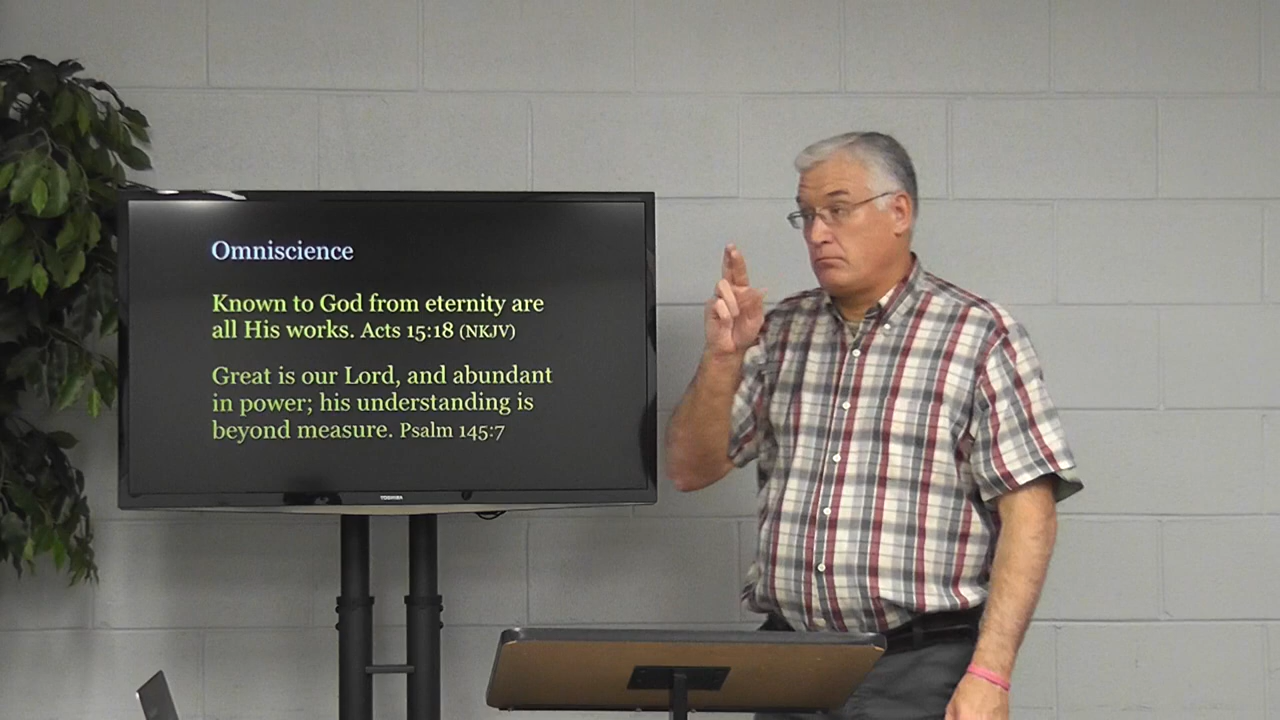 Omniscience
Known to God from eternity are
all His works. Acts 15:18 (NKJV)
Great is our Lord, and abundant
in power; his understanding is
beyond measure. Psalm 145:7
TOSHIBA